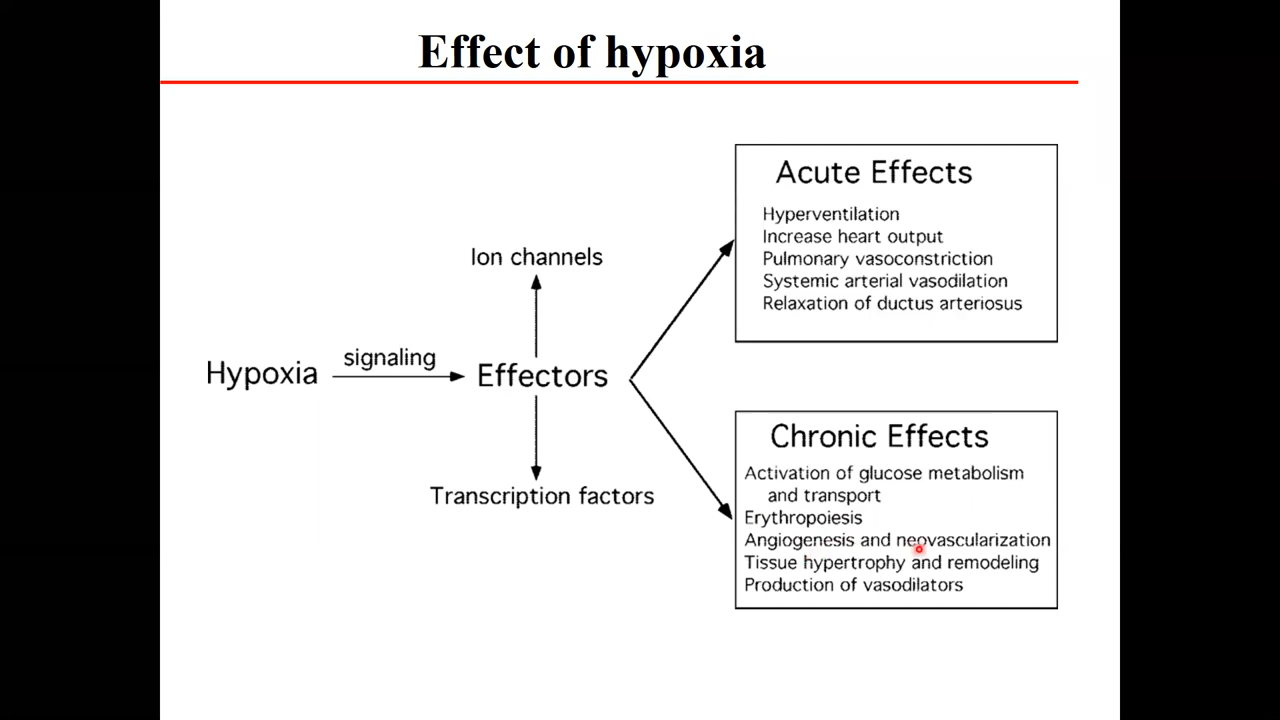 Effect of hypoxia
Acute Effects
Hyperventilation
Increase heart output
Pulmonary vasoconstriction
Systemic arterial vasodilation
Relaxation of ductus arteriosus
Ion channels
Hypoxia
signaling
Effectors
Transcription factors
Chronic Effects
Activation of glucose metabolism
and transport
Erythropoiesis
Angiogenesis and neovascularization
Tissue hypertrophy and remodeling
Production of vasodilators